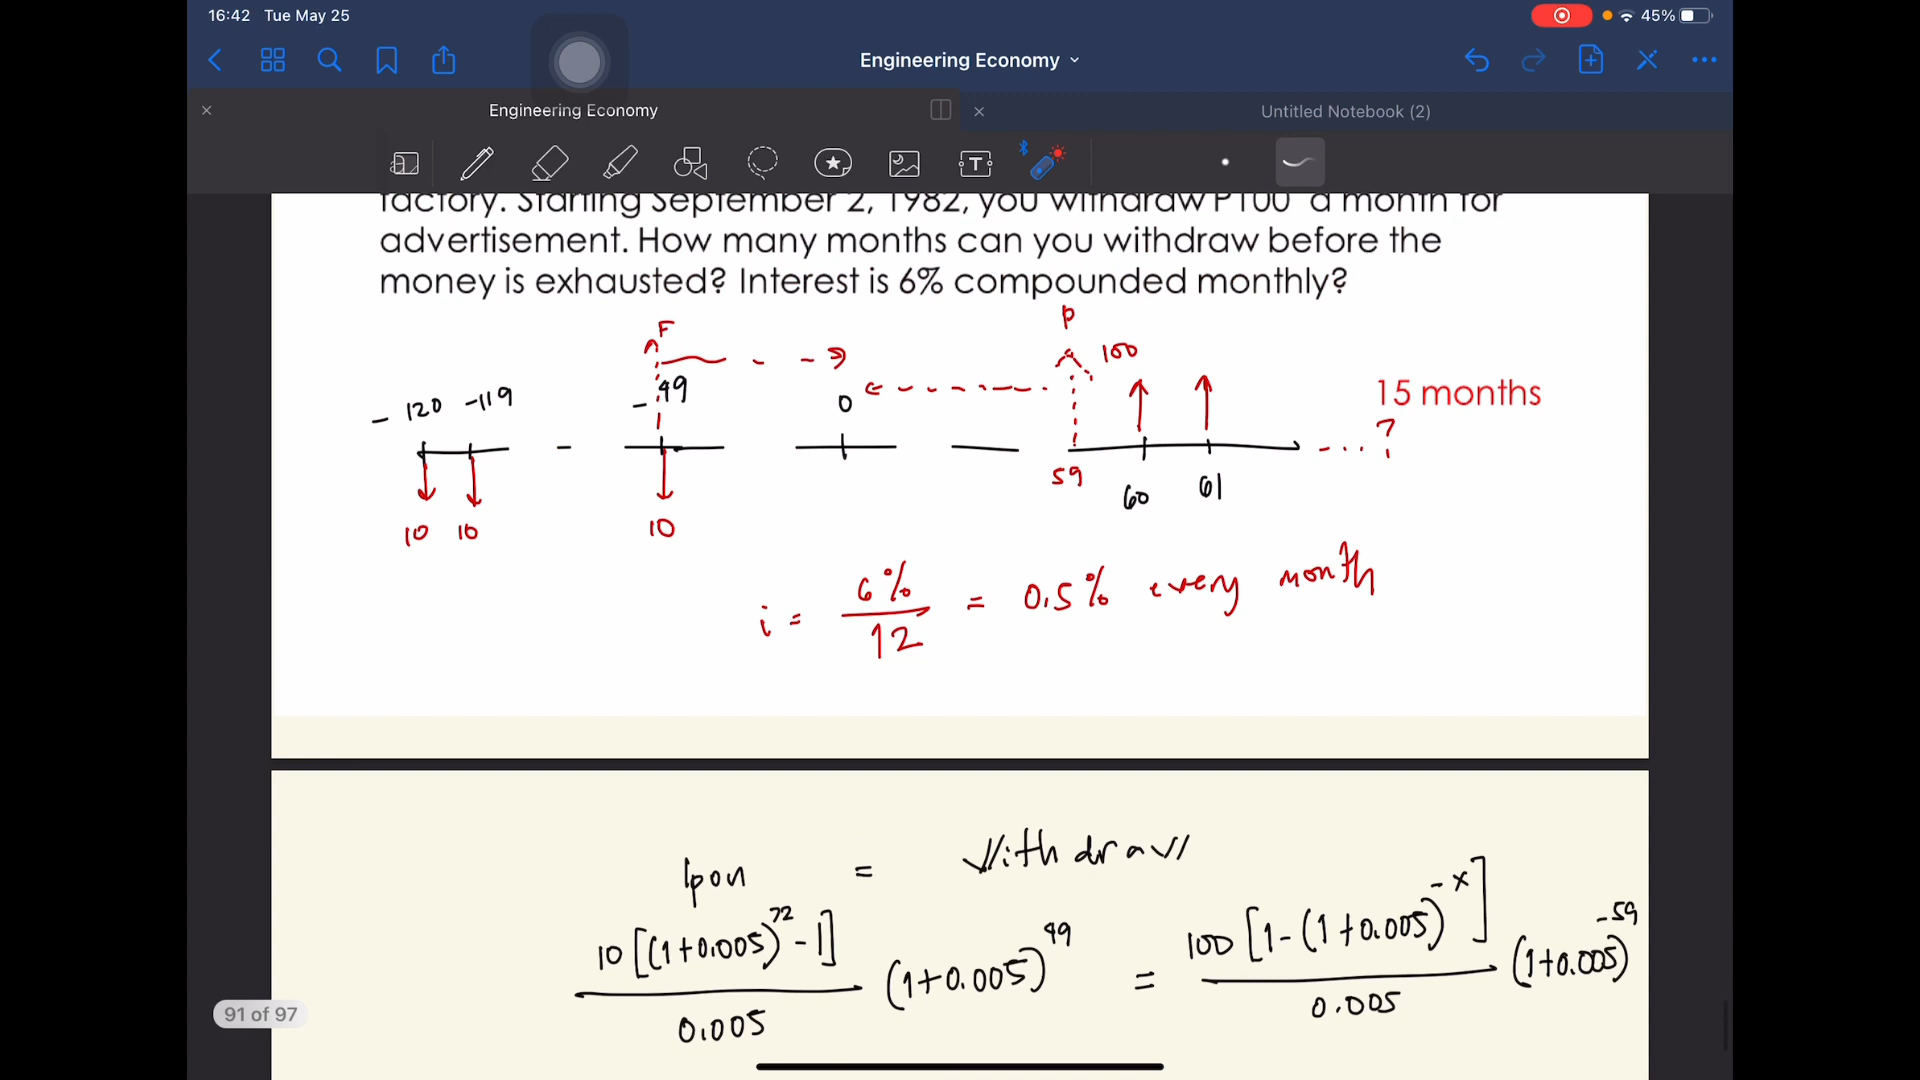 16:42 Tue May 25 45%
Engineering Economy
Engineering Economy Untitled Notebook (2)
factory. Starting September 2, 1982, you withdraw P100 a month for
advertisement. How many months can you withdraw before the
money is exhausted? Interest is 6% compounded monthly?
F P
100
- 120 -119 - 49 0 15 months
?
59 60 61
10 10 10
i = 6% / 12 = 0.5% every month
Ipon = Withdraw
10[(1+0.005)^72 -1] / 0.005 (1+0.005)^49 = 100[1-(1+0.005)^-x] / 0.005 (1+0.005)^-59
91 of 97